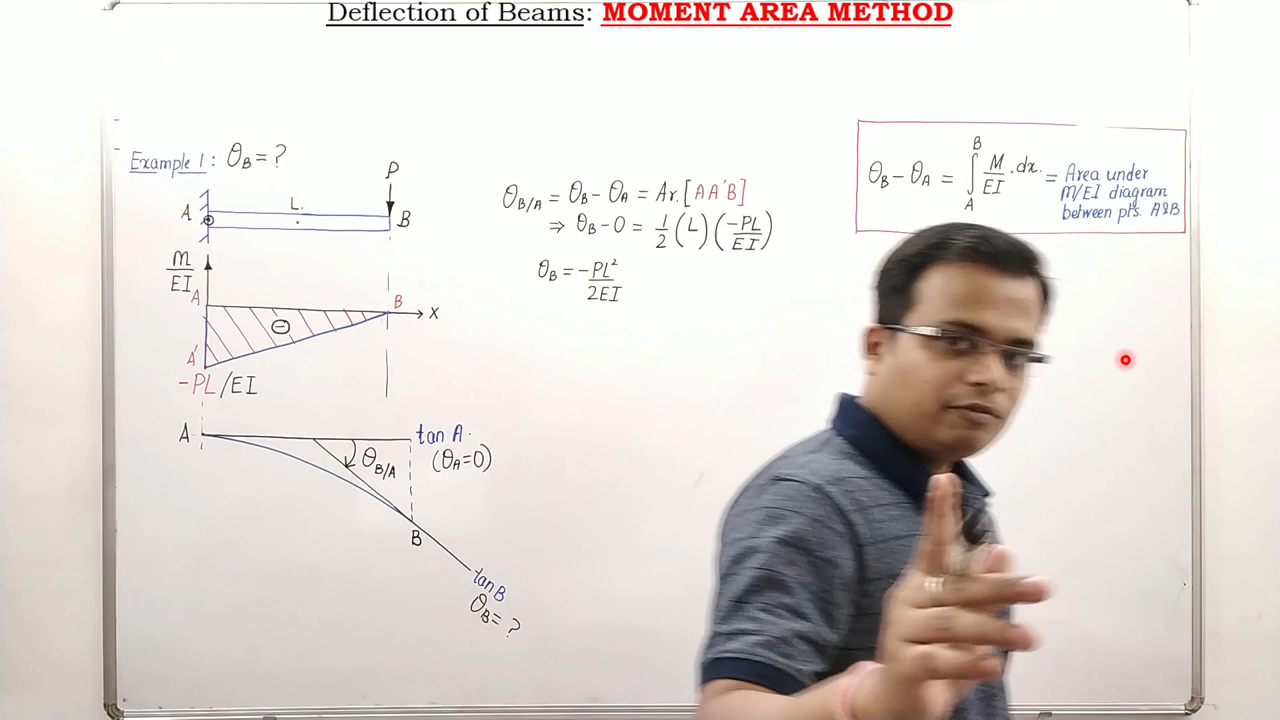 Deflection of Beams: MOMENT AREA METHOD
Example 1: θB = ?
P
L.
A
B
M/EI
A
B
x
A'
⊖
-PL/EI
A
tan A.
(θA=0)
θB/A
B
tan B
θB = ?
θB/A = θB - θA = Ar. [AA'B]
⇒ θB - 0 = 1/2 (L) (-PL/EI)
θB = -PL²/2EI
θB - θA = ∫AB M/EI . dx. = Area under
M/EI diagram
between pts. A&B